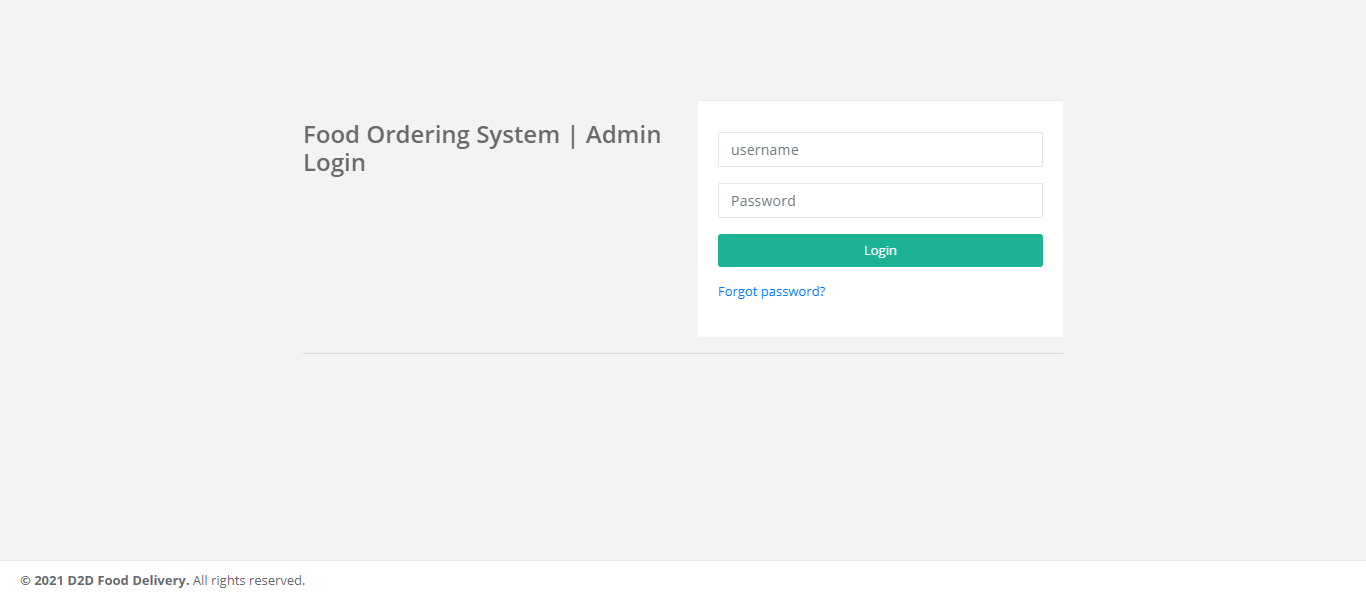 Food Ordering System | Admin
Login
username
Password
Login
Forgot password?
© 2021 D2D Food Delivery. All rights reserved.